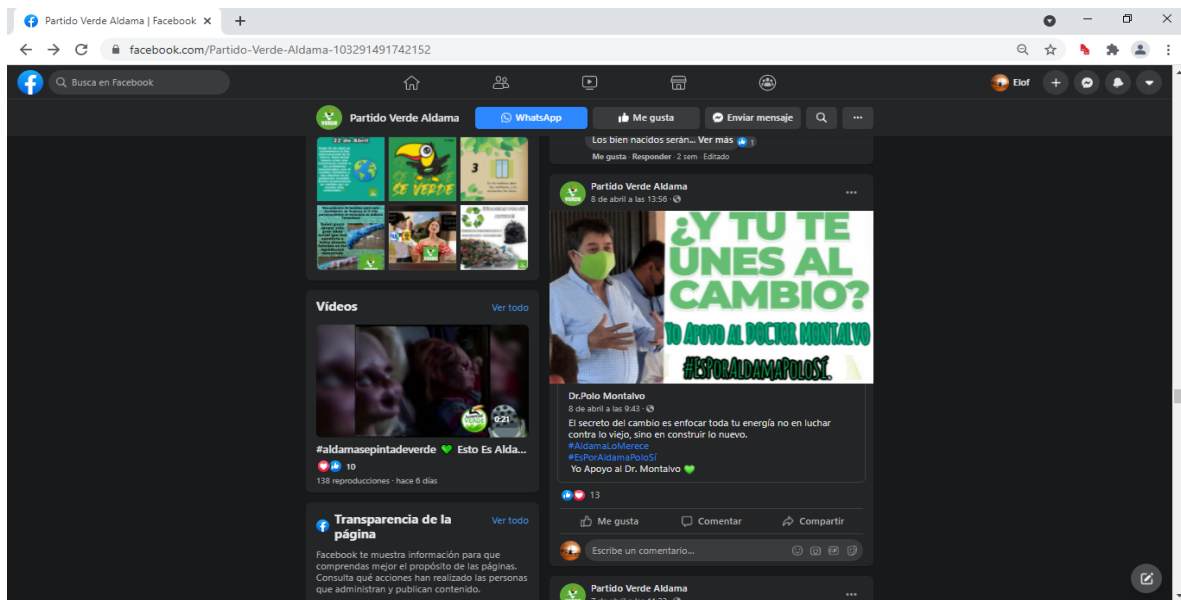 Partido Verde Aldama | Facebook
facebook.com/Partido-Verde-Aldama-103291491742152
Busca en Facebook
Elof
Partido Verde Aldama
WhatsApp
Me gusta
Enviar mensaje
22 de Abril
SE VERDE
3
VERDE
Vídeos
Ver todo
VERDE
0:21
#aldamasepintadeverde 💚 Esto Es Alda...
10
138 reproducciones · hace 6 días
Transparencia de la página
Ver todo
Facebook te muestra información para que
comprendas mejor el propósito de las páginas.
Consulta qué acciones han realizado las personas
que administran y publican contenido.
Los bien nacidos serán... Ver más
1
Me gusta · Responder · 2 sem · Editado
Partido Verde Aldama
8 de abril a las 13:56 ·
¿Y TU TE
UNES AL
CAMBIO?
YO APOYO AL DOCTOR MONTALVO
#ESPORALDAMAPOLOSÍ.
Dr.Polo Montalvo
8 de abril a las 9:43 ·
El secreto del cambio es enfocar toda tu energía no en luchar
contra lo viejo, sino en construir lo nuevo.
#AldamaLoMerece
#EsPorAldamaPoloSí
Yo Apoyo al Dr. Montalvo 💚
13
Me gusta
Comentar
Compartir
Escribe un comentario...
Partido Verde Aldama